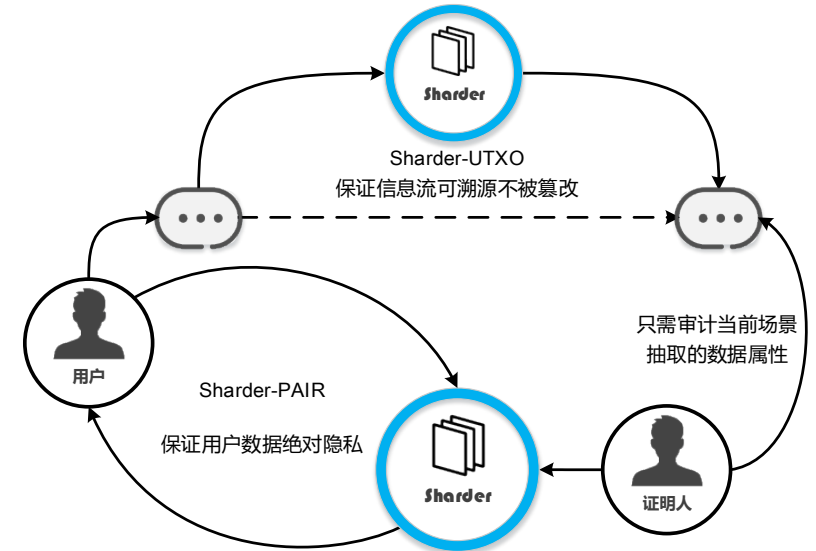 Sharder
Sharder-UTXO
保证信息流可溯源不被篡改
只需审计当前场景
抽取的数据属性
用户
Sharder-PAIR
保证用户数据绝对隐私
Sharder
证明人